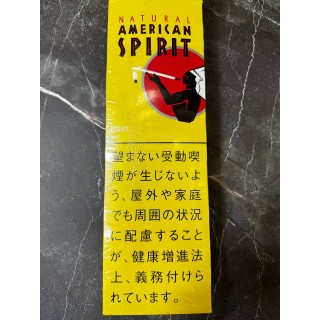 NATURAL
AMERICAN
SPIRIT
LIGHT
望まない受動喫
煙が生じないよ
う、屋外や家庭
でも周囲の状況
に配慮すること
が、健康増進法
上、義務付けら
れています。